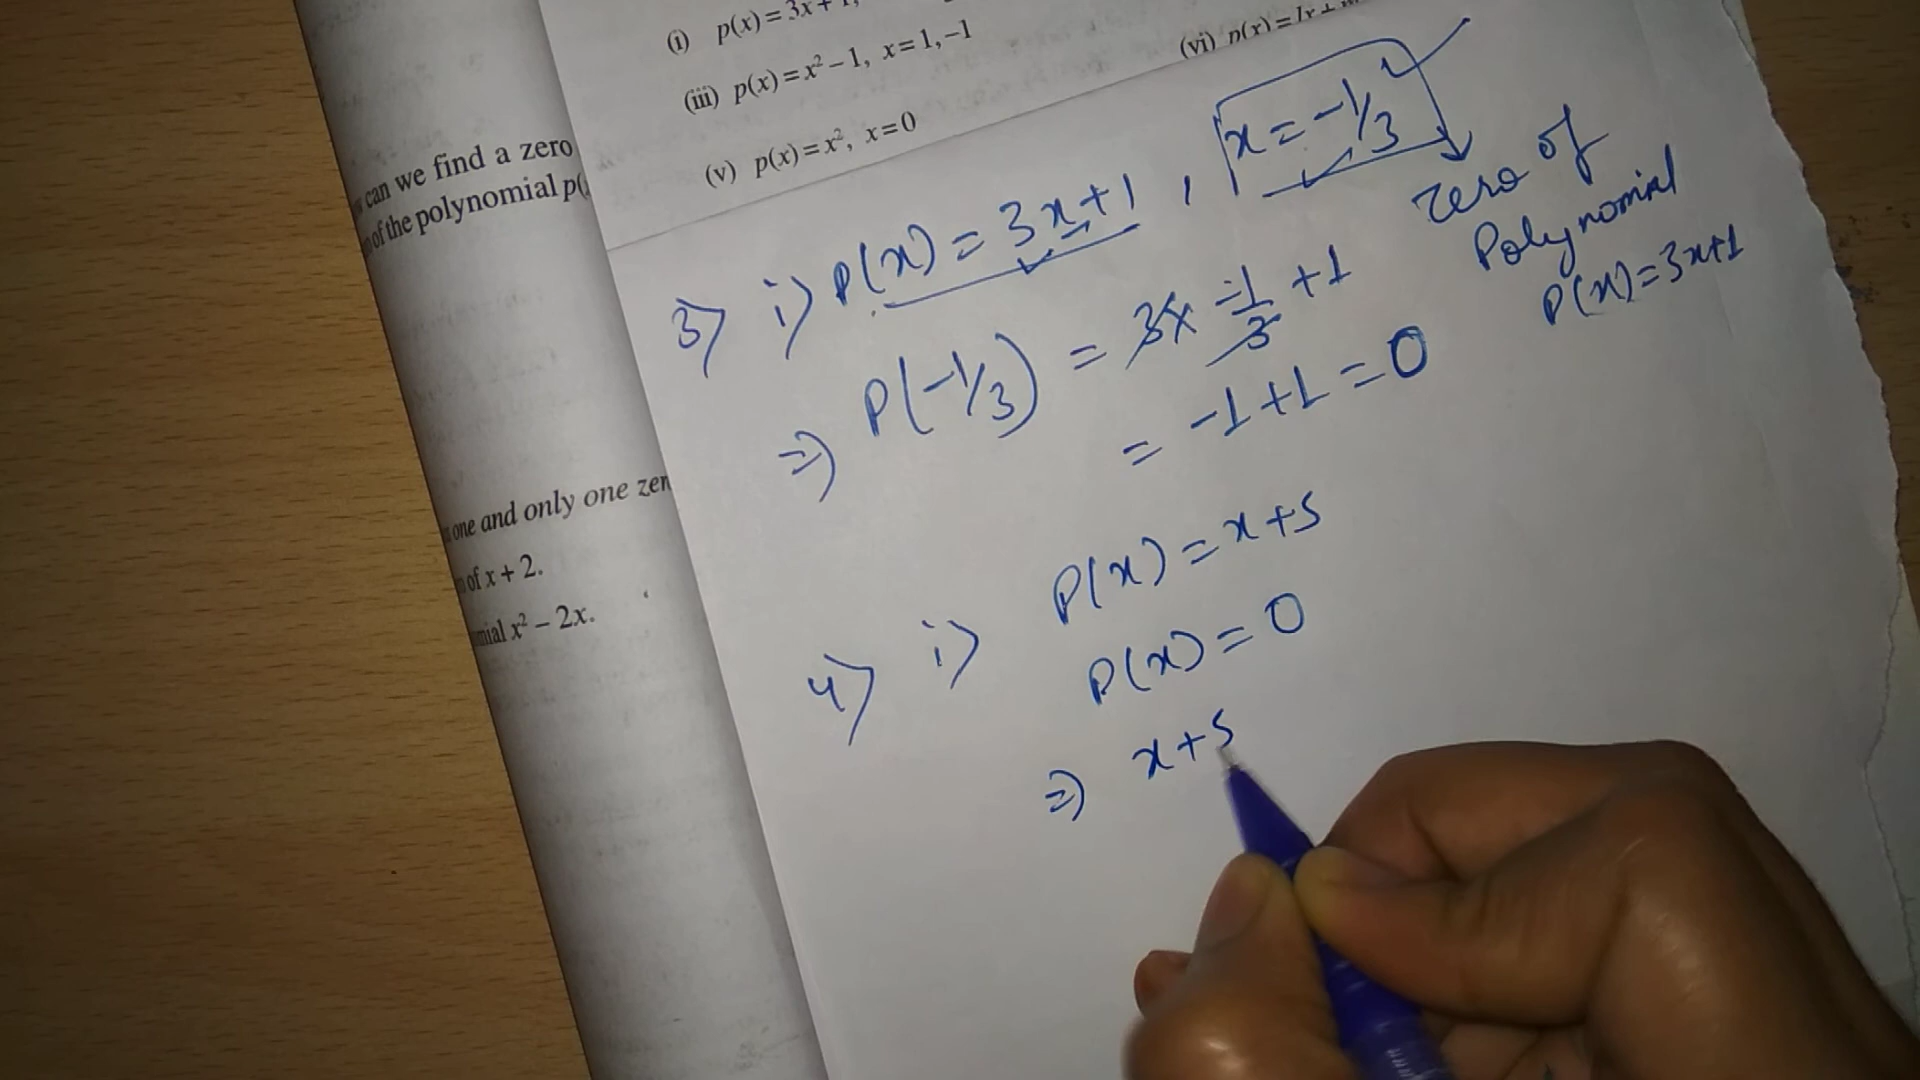 (i) p(x) = 3x + 1,
(iii) p(x) = x² – 1, x = 1, –1
(vi) p(x) = lx + m
(v) p(x) = x², x = 0
can we find a zero
of the polynomial p(
one and only one zer
of x + 2.
mial x² – 2x.
3) i) P(x) = 3x+1 , x = -1/3
zero of
Polynomial
P(x) = 3x+1
=) P(-1/3) = 3x -1/3 +1
= -1+1 = 0
4) i) P(x) = x+5
P(x) = 0
=) x+5